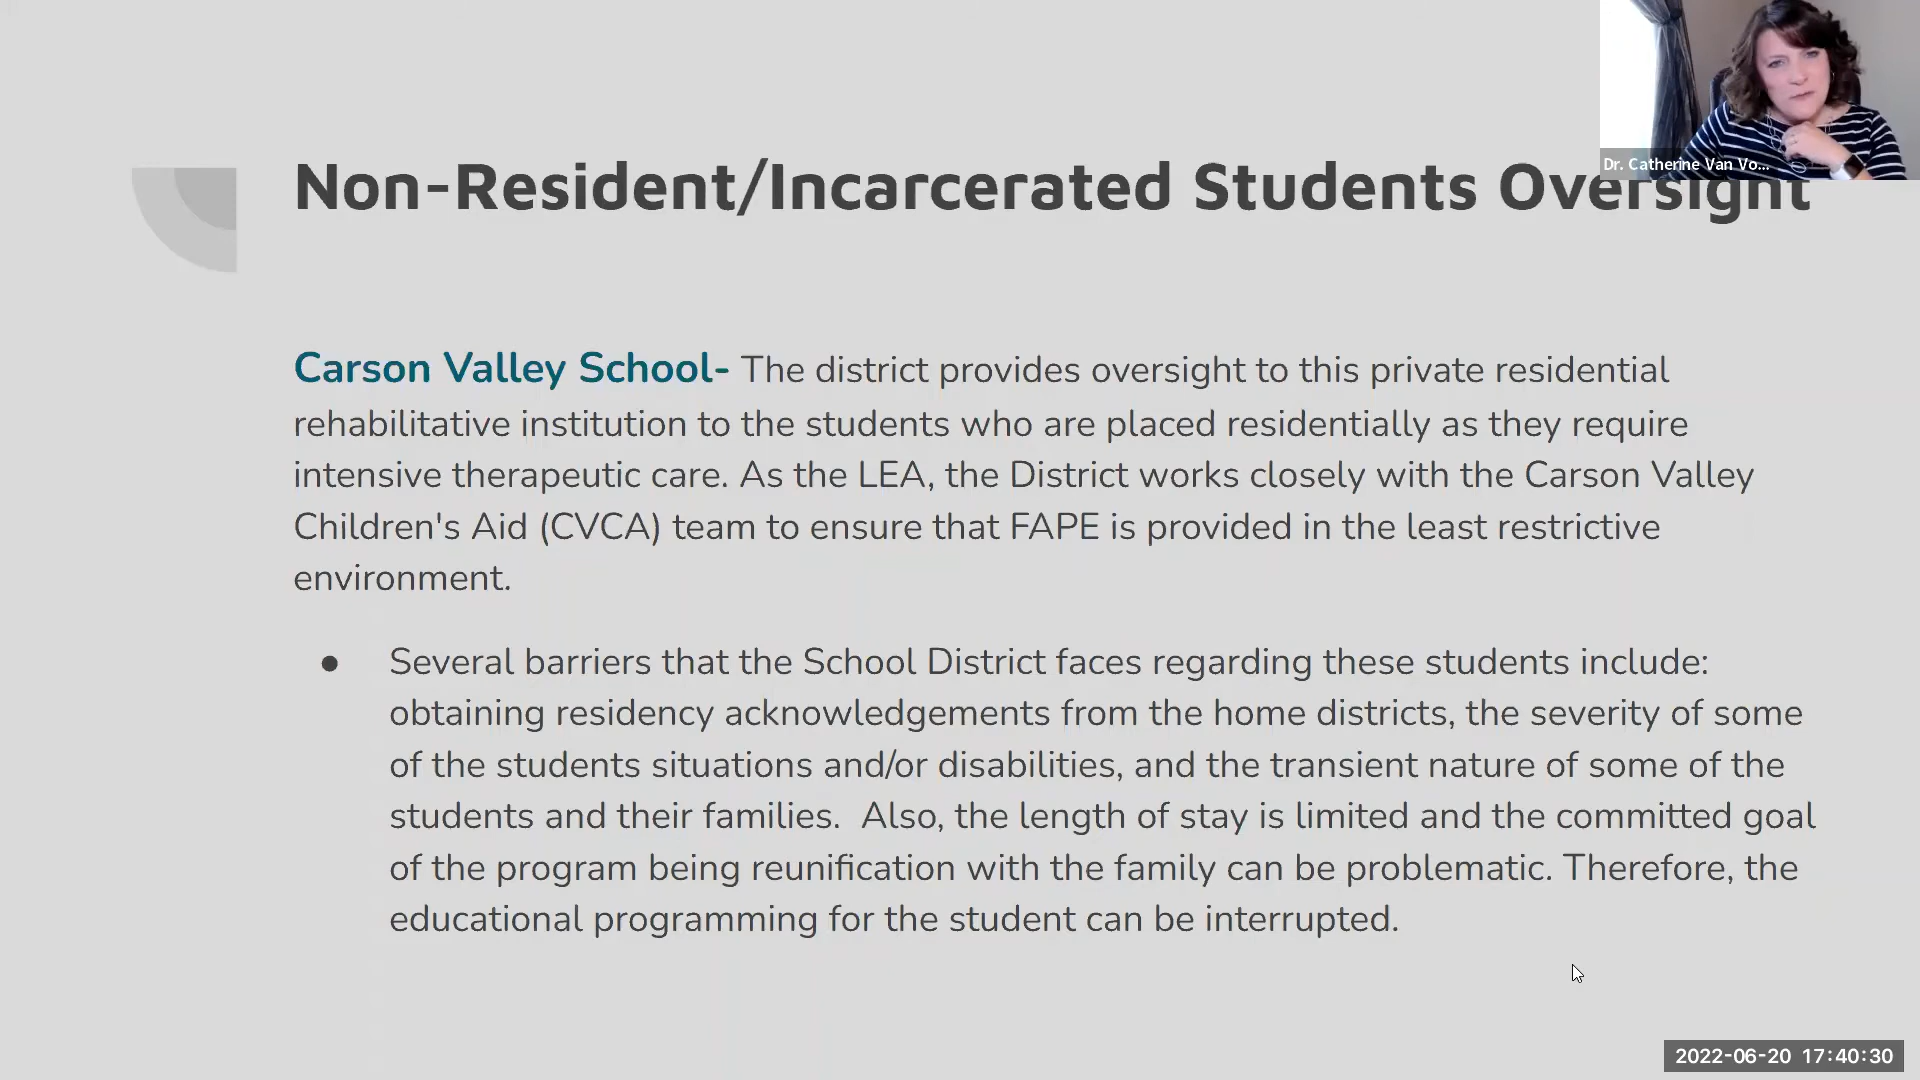 Dr. Catherine Van Vo...
Non-Resident/Incarcerated Students Oversight
Carson Valley School- The district provides oversight to this private residential
rehabilitative institution to the students who are placed residentially as they require
intensive therapeutic care. As the LEA, the District works closely with the Carson Valley
Children's Aid (CVCA) team to ensure that FAPE is provided in the least restrictive
environment.
● Several barriers that the School District faces regarding these students include:
obtaining residency acknowledgements from the home districts, the severity of some
of the students situations and/or disabilities, and the transient nature of some of the
students and their families.  Also, the length of stay is limited and the committed goal
of the program being reunification with the family can be problematic. Therefore, the
educational programming for the student can be interrupted.
2022-06-20 17:40:30